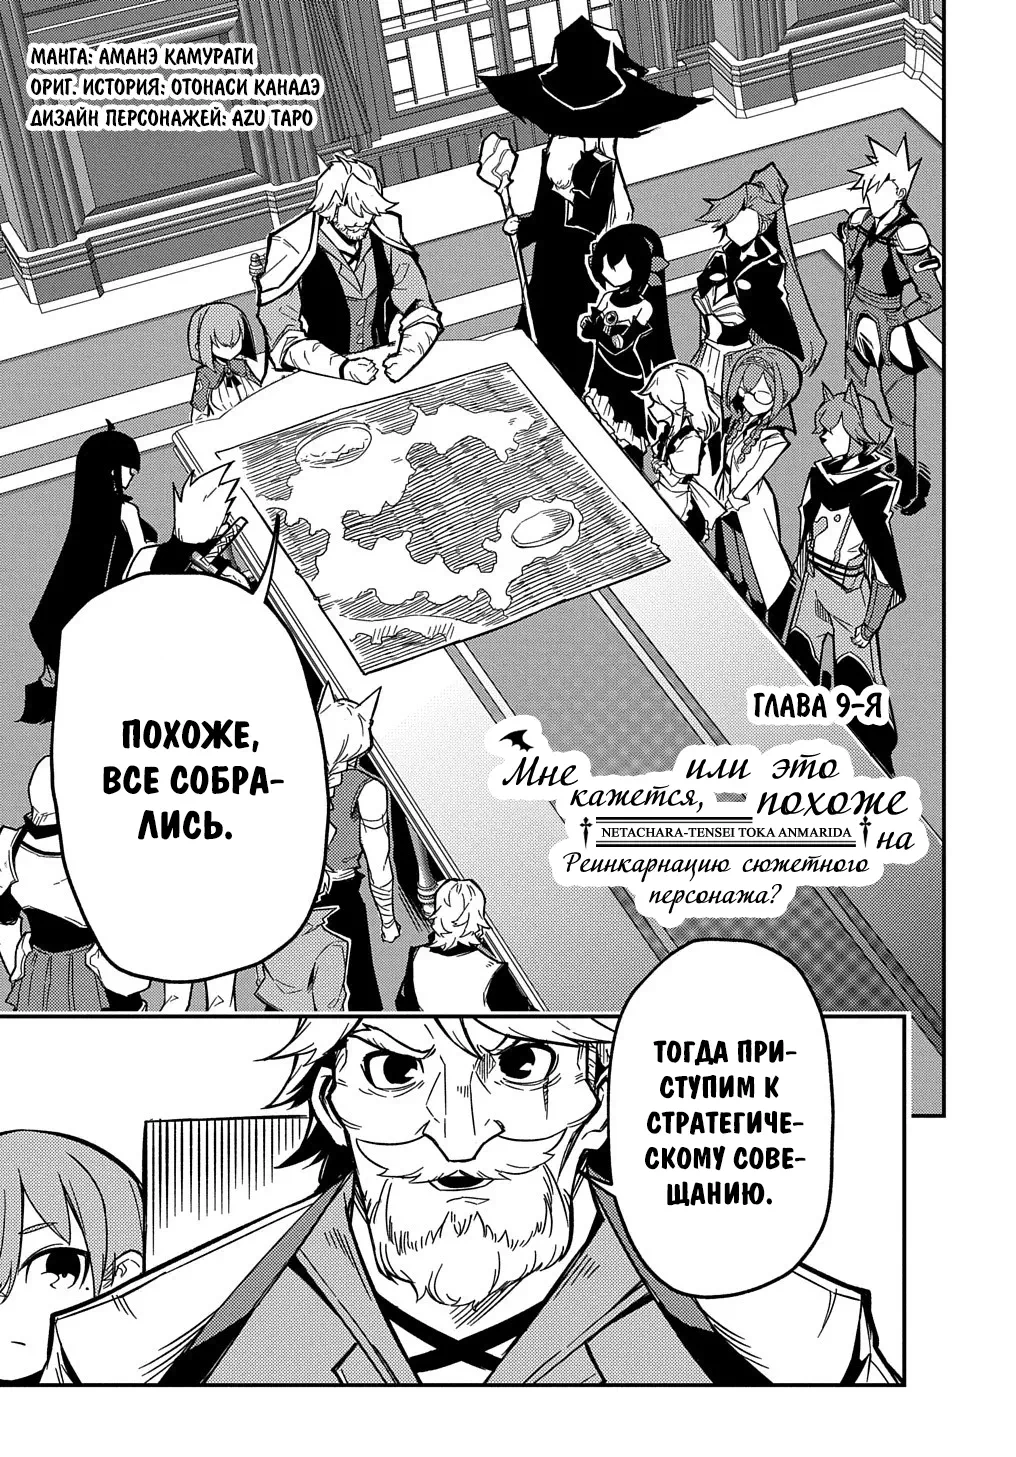 МАНГА: АМАНЭ КАМУРАГИ
ОРИГ. ИСТОРИЯ: ОТОНАСИ КАНАДЭ
ДИЗАЙН ПЕРСОНАЖЕЙ: AZU ТАРО
ПОХОЖЕ,
ВСЕ СОБРА-
ЛИСЬ.
ГЛАВА 9-Я
Мне или это
кажется, — похоже
NETACHARA-TENSEI TOKA ANMARIDA
на
Реинкарнацию сюжетного
персонажа?
ТОГДА ПРИ-
СТУПИМ К
СТРАТЕГИЧЕ-
СКОМУ СОВЕ-
ЩАНИЮ.